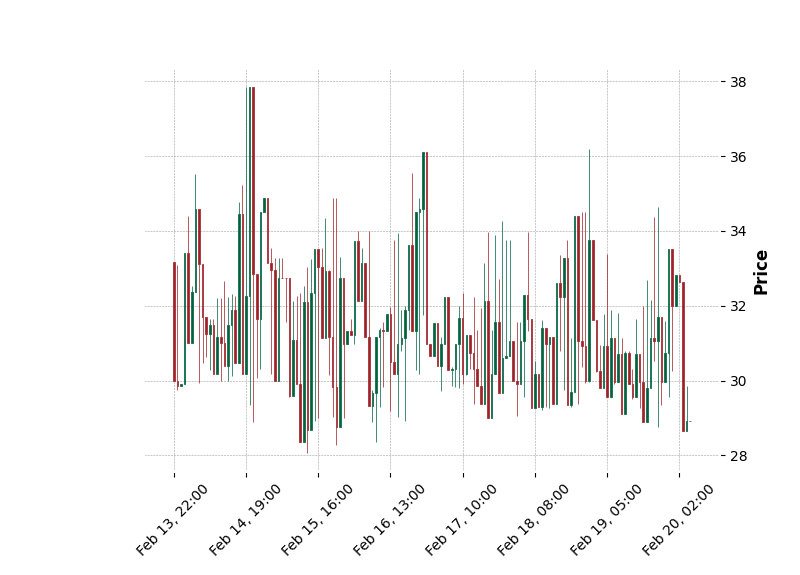 38
36
34
32
30
28
Price
Feb 13, 22:00
Feb 14, 19:00
Feb 15, 16:00
Feb 16, 13:00
Feb 17, 10:00
Feb 18, 08:00
Feb 19, 05:00
Feb 20, 02:00